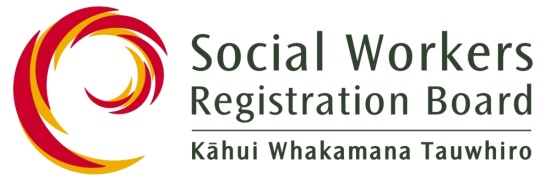 Social Workers
Registration Board
Kāhui Whakamana Tauwhiro